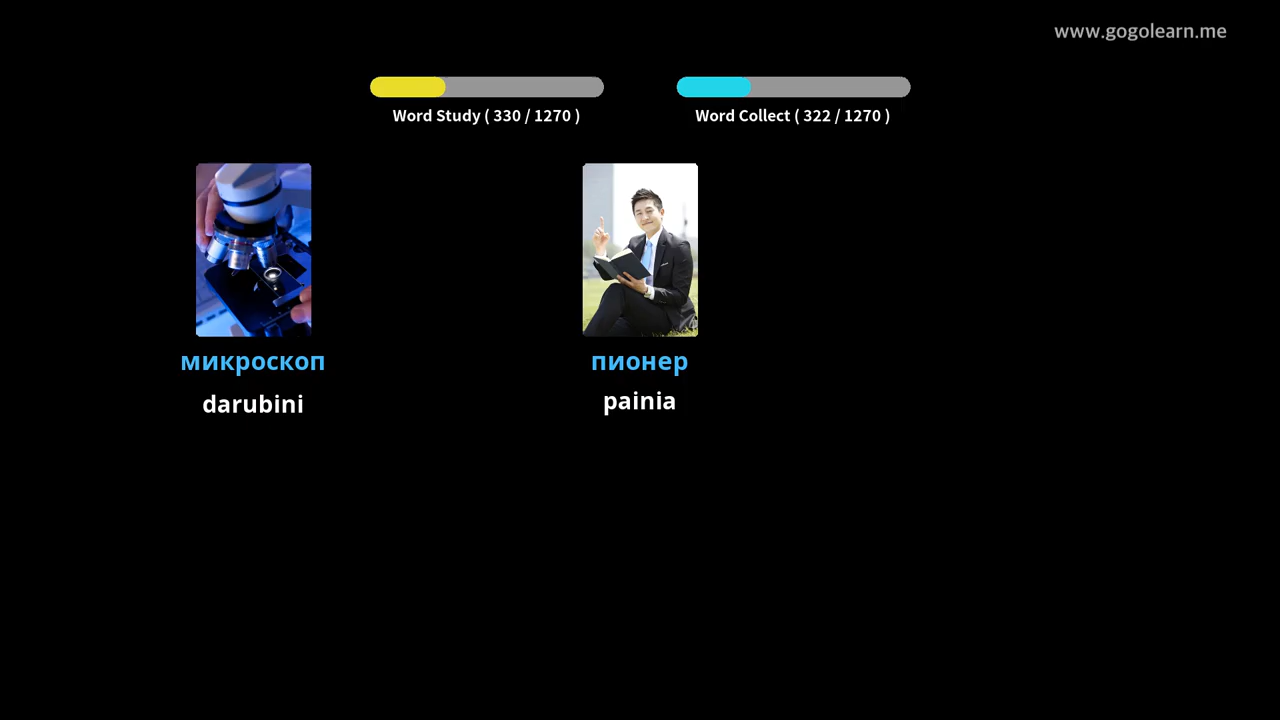 www.gogolearn.me
Word Study ( 330 / 1270 )
Word Collect ( 322 / 1270 )
микроскоп
darubini
пионер
painia